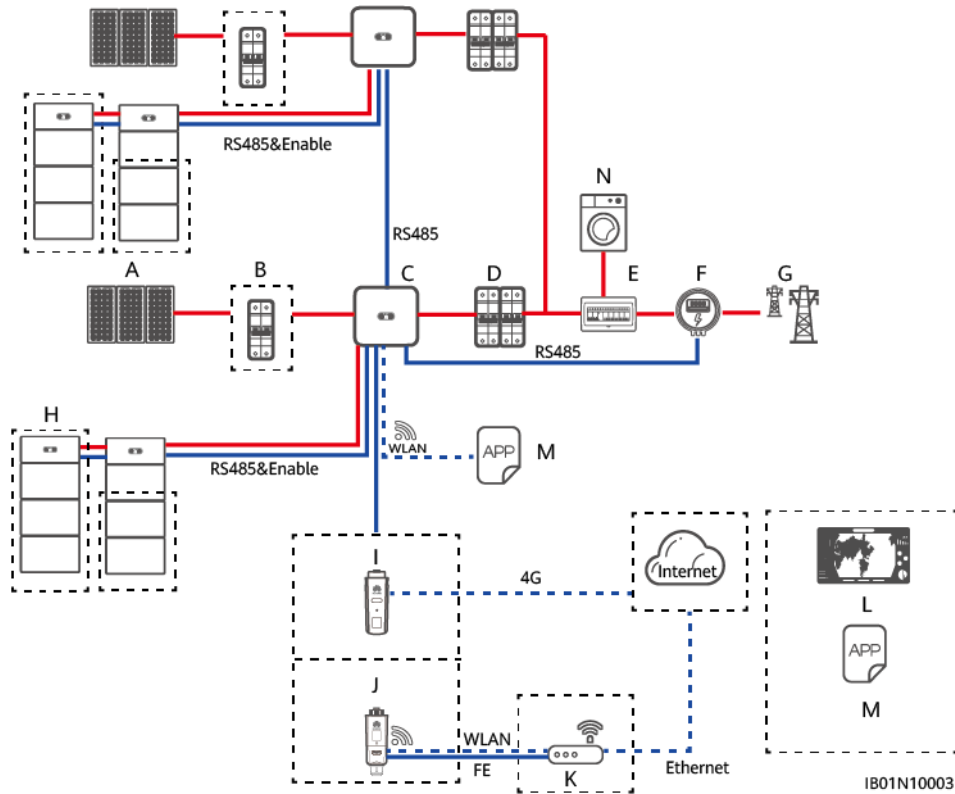 RS485&Enable
N
RS485
A
B
C
D
E
F
G
RS485
H
WLAN
APP
M
RS485&Enable
I
4G
Internet
L
APP
M
J
WLAN
FE
K
Ethernet
IB01N10003